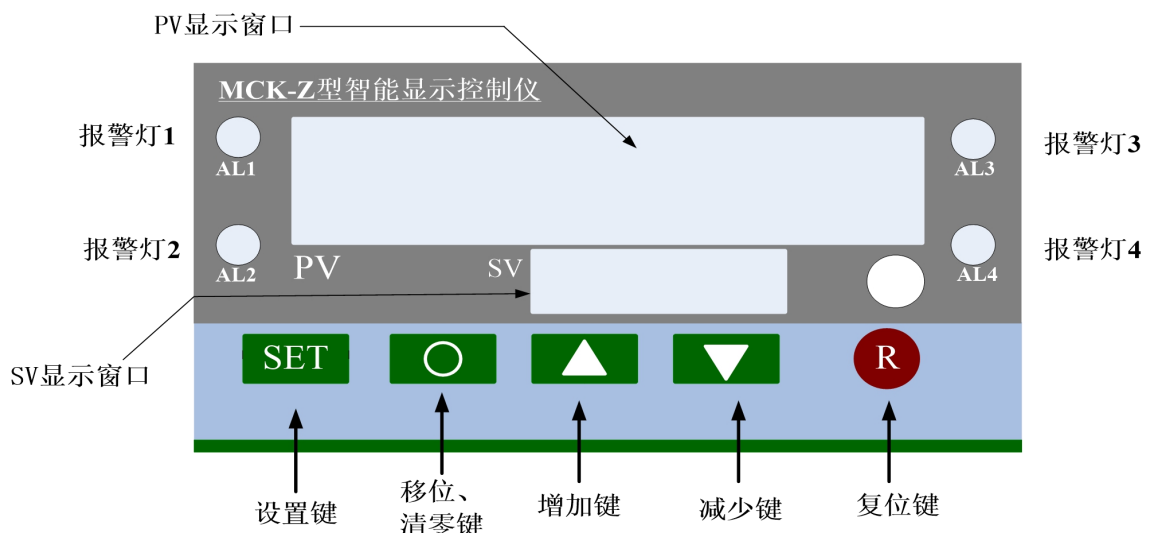 PV显示窗口
MCK-Z型智能显示控制仪
报警灯1
AL1
AL3
报警灯3
报警灯2
AL2
PV
SV
AL4
报警灯4
SET
R
SV显示窗口
设置键
移位、
清零键
增加键
减少键
复位键